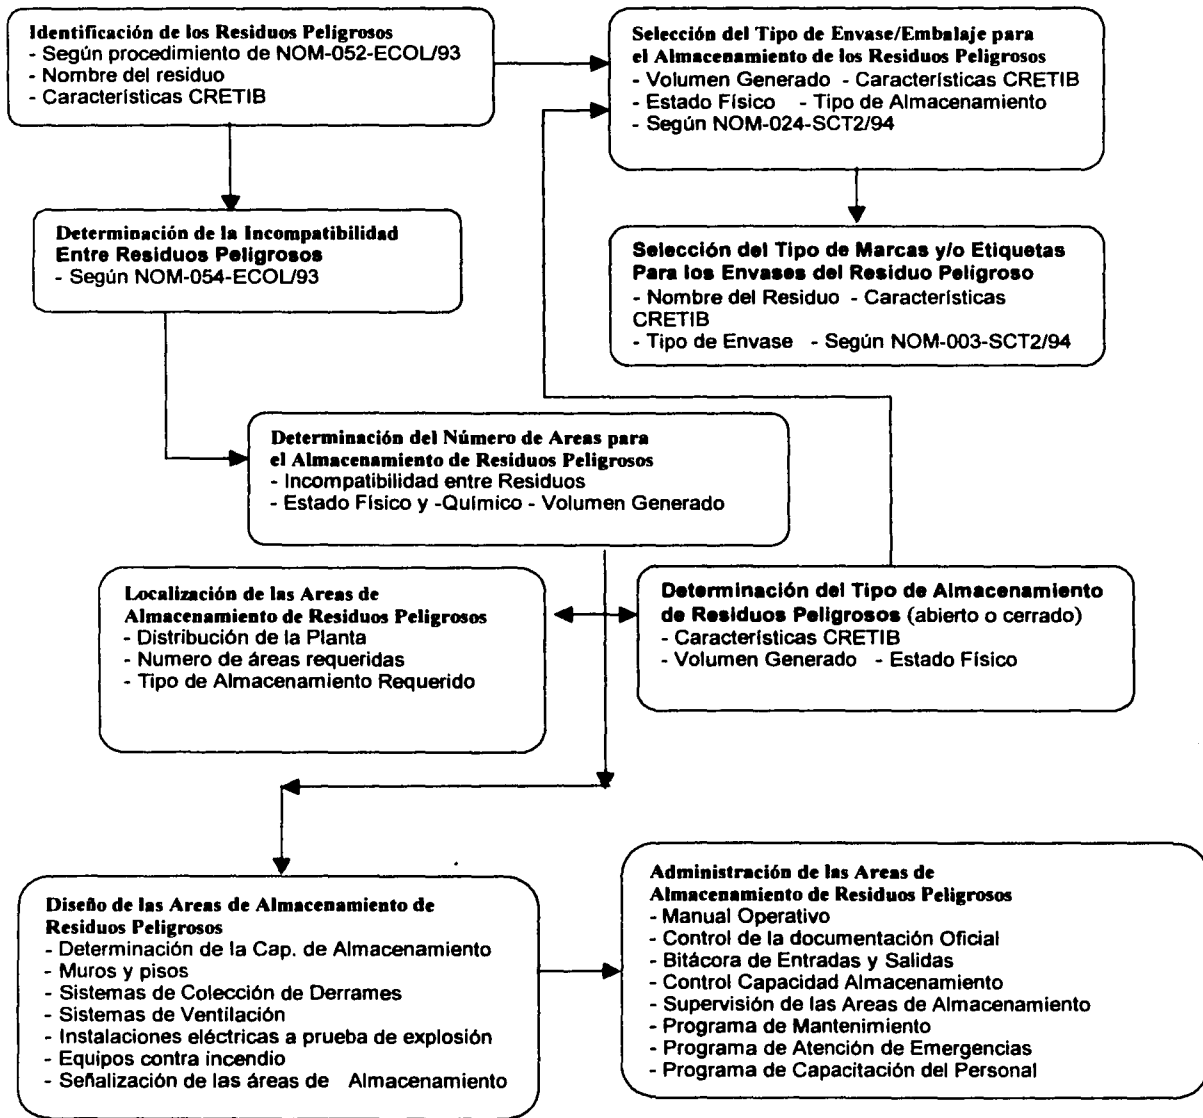 Identificación de los Residuos Peligrosos
- Según procedimiento de NOM-052-ECOL/93
- Nombre del residuo
- Características CRETIB
Selección del Tipo de Envase/Embalaje para
el Almacenamiento de los Residuos Peligrosos
- Volumen Generado - Características CRETIB
- Estado Físico - Tipo de Almacenamiento
- Según NOM-024-SCT2/94
Determinación de la Incompatibilidad
Entre Residuos Peligrosos
- Según NOM-054-ECOL/93
Selección del Tipo de Marcas y/o Etiquetas
Para los Envases del Residuo Peligroso
- Nombre del Residuo - Características
CRETIB
- Tipo de Envase - Según NOM-003-SCT2/94
Determinación del Número de Areas para
el Almacenamiento de Residuos Peligrosos
- Incompatibilidad entre Residuos
- Estado Físico y -Químico - Volumen Generado
Localización de las Areas de
Almacenamiento de Residuos Peligrosos
- Distribución de la Planta
- Numero de áreas requeridas
- Tipo de Almacenamiento Requerido
Determinación del Tipo de Almacenamiento
de Residuos Peligrosos (abierto o cerrado)
- Características CRETIB
- Volumen Generado - Estado Físico
Diseño de las Areas de Almacenamiento de
Residuos Peligrosos
- Determinación de la Cap. de Almacenamiento
- Muros y pisos
- Sistemas de Colección de Derrames
- Sistemas de Ventilación
- Instalaciones eléctricas a prueba de explosión
- Equipos contra incendio
- Señalización de las áreas de Almacenamiento
Administración de las Areas de
Almacenamiento de Residuos Peligrosos
- Manual Operativo
- Control de la documentación Oficial
- Bitácora de Entradas y Salidas
- Control Capacidad Almacenamiento
- Supervisión de las Areas de Almacenamiento
- Programa de Mantenimiento
- Programa de Atención de Emergencias
- Programa de Capacitación del Personal